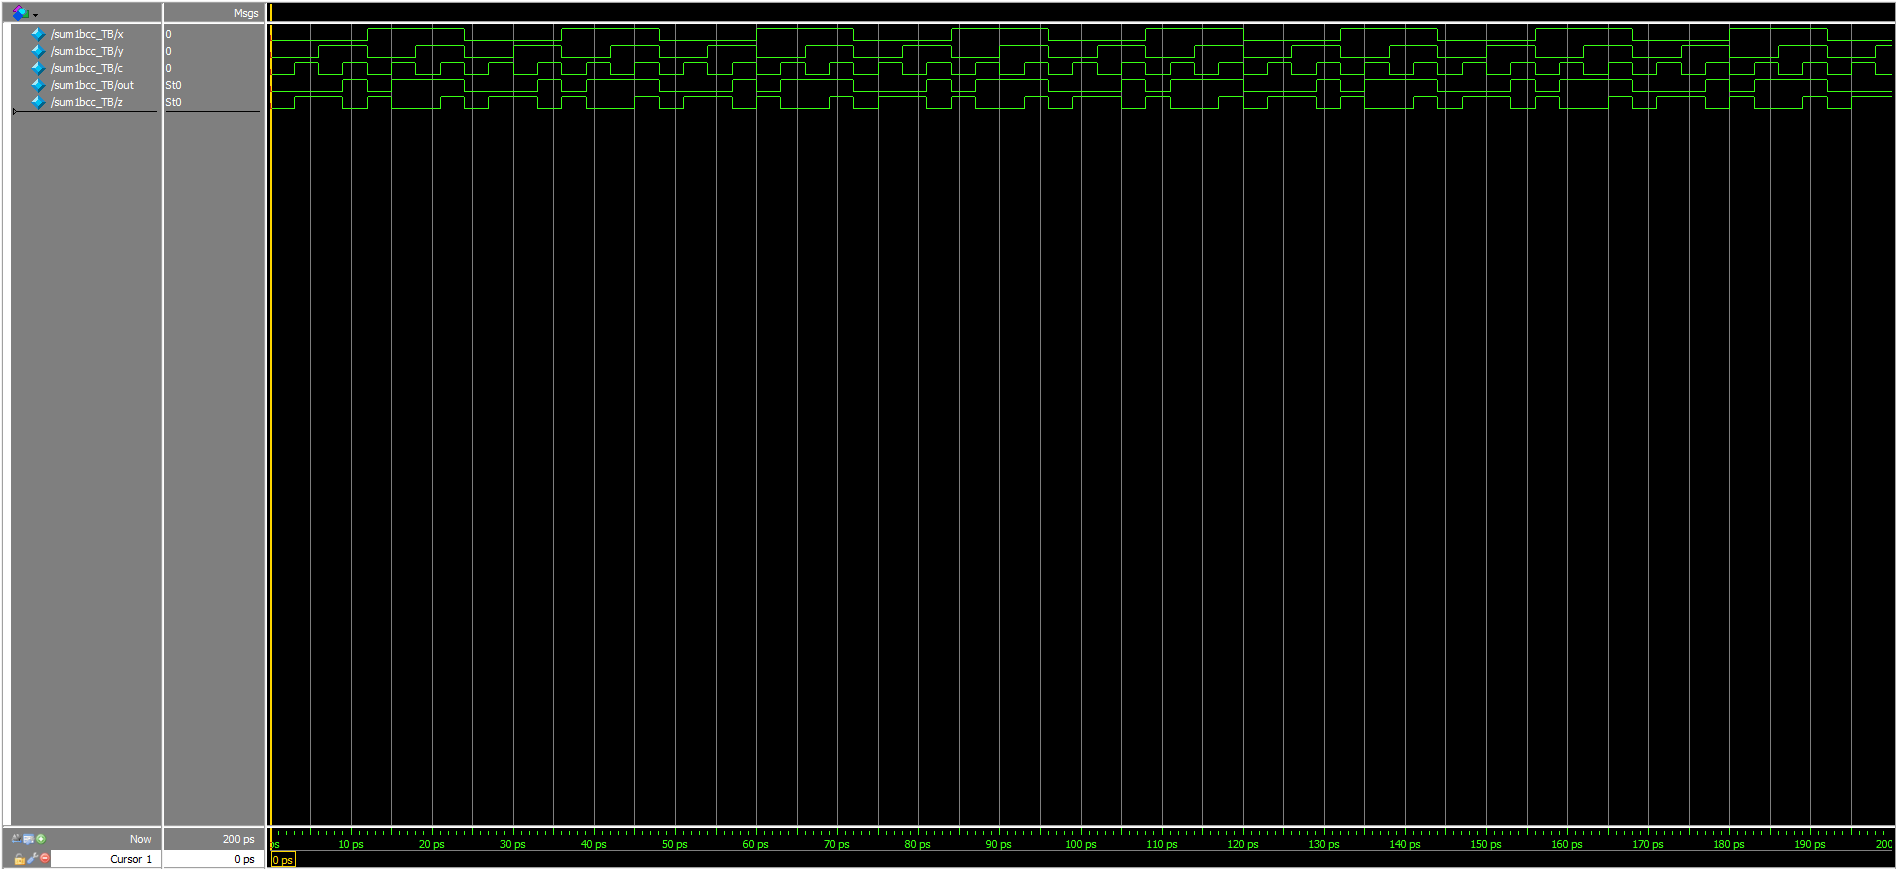 Msgs
/sum1bcc_TB/x 0
/sum1bcc_TB/y 0
/sum1bcc_TB/c 0
/sum1bcc_TB/out St0
/sum1bcc_TB/z St0
Now 200 ps
ps 10 ps 20 ps 30 ps 40 ps 50 ps 60 ps 70 ps 80 ps 90 ps 100 ps 110 ps 120 ps 130 ps 140 ps 150 ps 160 ps 170 ps 180 ps 190 ps 200
Cursor 1 0 ps 0 ps